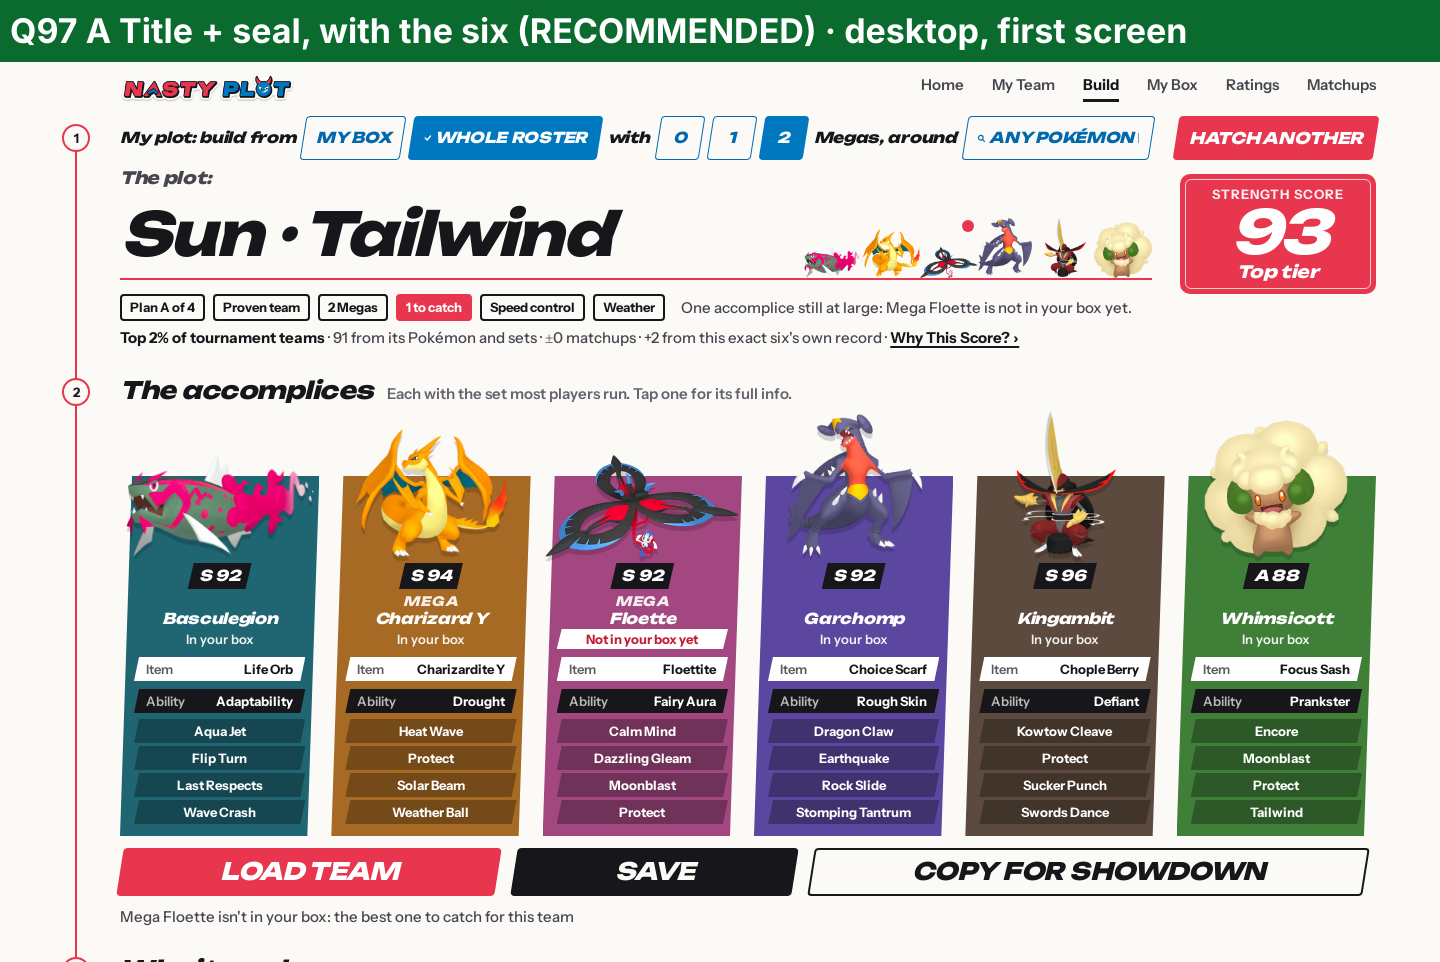 Q97 A Title + seal, with the six (RECOMMENDED) · desktop, first screen
NASTY PLOT
Home My Team Build My Box Ratings Matchups
1
My plot: build from MY BOX ✓ WHOLE ROSTER with 0 1 2 Megas, around ANY POKÉMON HATCH ANOTHER
The plot:
Sun · Tailwind
STRENGTH SCORE
93
Top tier
Plan A of 4 Proven team 2 Megas 1 to catch Speed control Weather One accomplice still at large: Mega Floette is not in your box yet.
Top 2% of tournament teams · 91 from its Pokémon and sets · ±0 matchups · +2 from this exact six's own record · Why This Score? ›
2
The accomplices Each with the set most players run. Tap one for its full info.
S 92
Basculegion
In your box
Item Life Orb
Ability Adaptability
Aqua Jet
Flip Turn
Last Respects
Wave Crash
S 94
MEGA
Charizard Y
In your box
Item Charizardite Y
Ability Drought
Heat Wave
Protect
Solar Beam
Weather Ball
S 92
MEGA
Floette
Not in your box yet
Item Floettite
Ability Fairy Aura
Calm Mind
Dazzling Gleam
Moonblast
Protect
S 92
Garchomp
In your box
Item Choice Scarf
Ability Rough Skin
Dragon Claw
Earthquake
Rock Slide
Stomping Tantrum
S 96
Kingambit
In your box
Item Chople Berry
Ability Defiant
Kowtow Cleave
Protect
Sucker Punch
Swords Dance
A 88
Whimsicott
In your box
Item Focus Sash
Ability Prankster
Encore
Moonblast
Protect
Tailwind
LOAD TEAM SAVE COPY FOR SHOWDOWN
Mega Floette isn't in your box: the best one to catch for this team